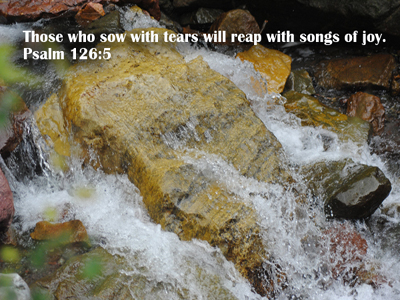 Those who sow with tears will reap with songs of joy.
Psalm 126:5